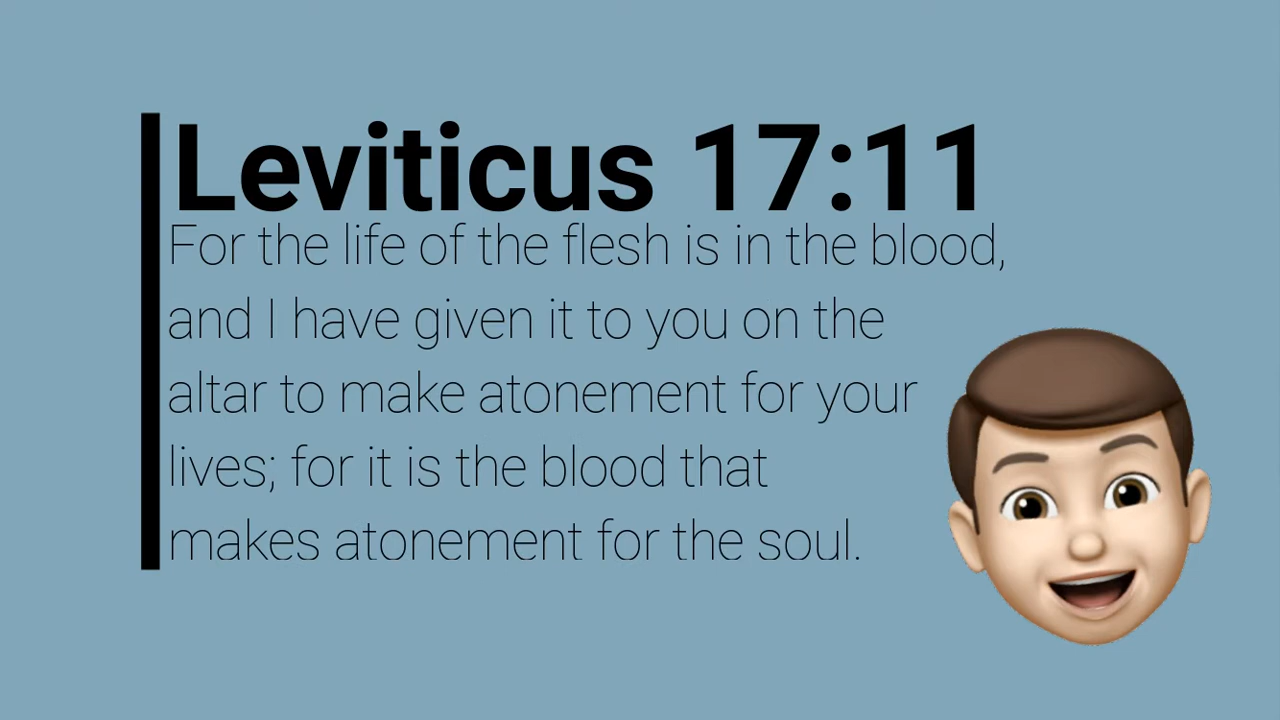 Leviticus 17:11
For the life of the flesh is in the blood,
and I have given it to you on the
altar to make atonement for your
lives; for it is the blood that
makes atonement for the soul.